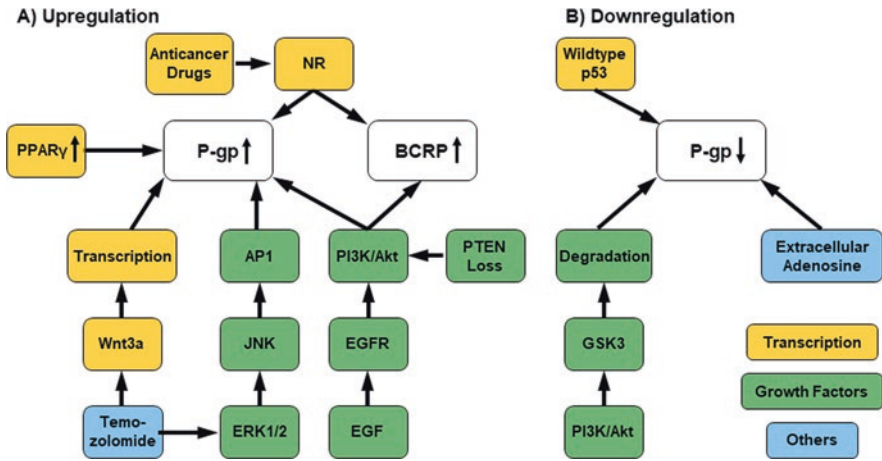 A) Upregulation
Anticancer
Drugs
NR
PPARγ
P-gp
BCRP
Transcription
AP1
PI3K/Akt
PTEN
Loss
Wnt3a
JNK
EGFR
Temo-
zolomide
ERK1/2
EGF
B) Downregulation
Wildtype
p53
P-gp
Degradation
Extracellular
Adenosine
GSK3
PI3K/Akt
Transcription
Growth Factors
Others